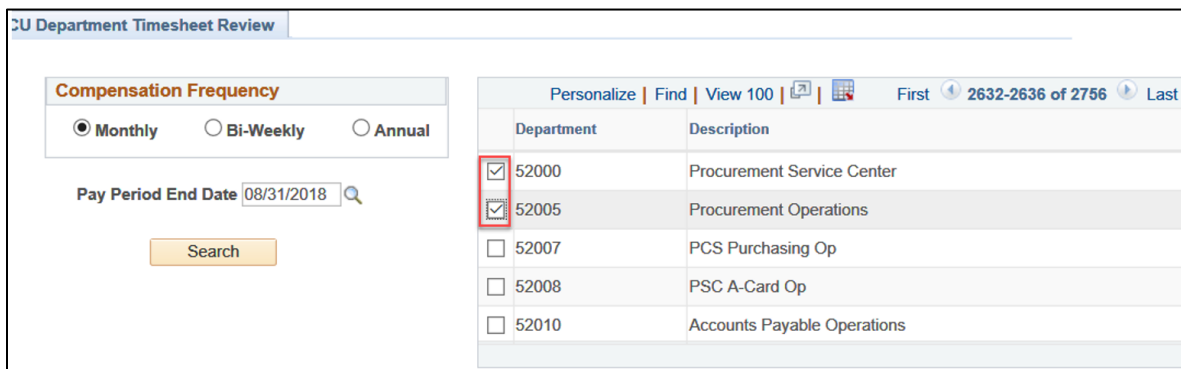 CU Department Timesheet Review
Compensation Frequency
Monthly Bi-Weekly Annual
Pay Period End Date 08/31/2018
Search
Personalize | Find | View 100 | | First 2632-2636 of 2756 Last
Department Description
52000 Procurement Service Center
52005 Procurement Operations
52007 PCS Purchasing Op
52008 PSC A-Card Op
52010 Accounts Payable Operations